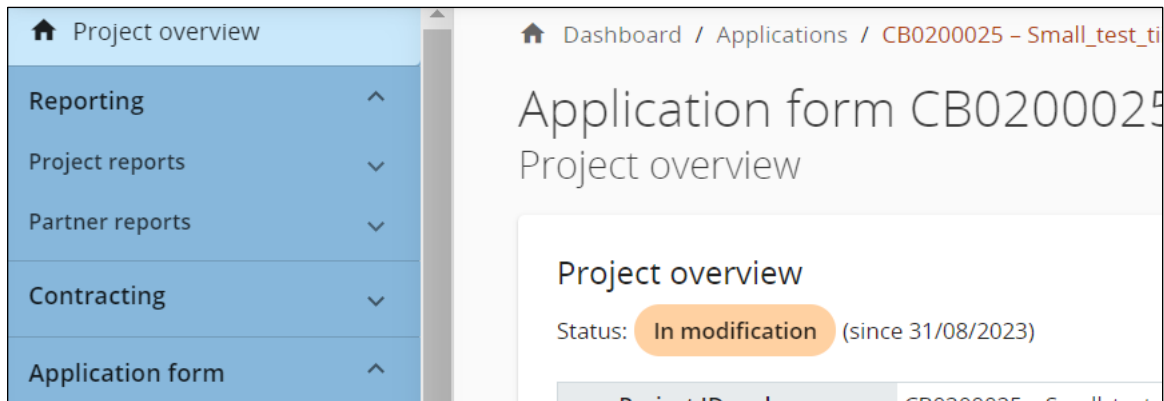 Project overview
Reporting
Project reports
Partner reports
Contracting
Application form
Dashboard / Applications / CB0200025 – Small_test_ti
Application form CB0200025
Project overview
Project overview
Status: In modification (since 31/08/2023)